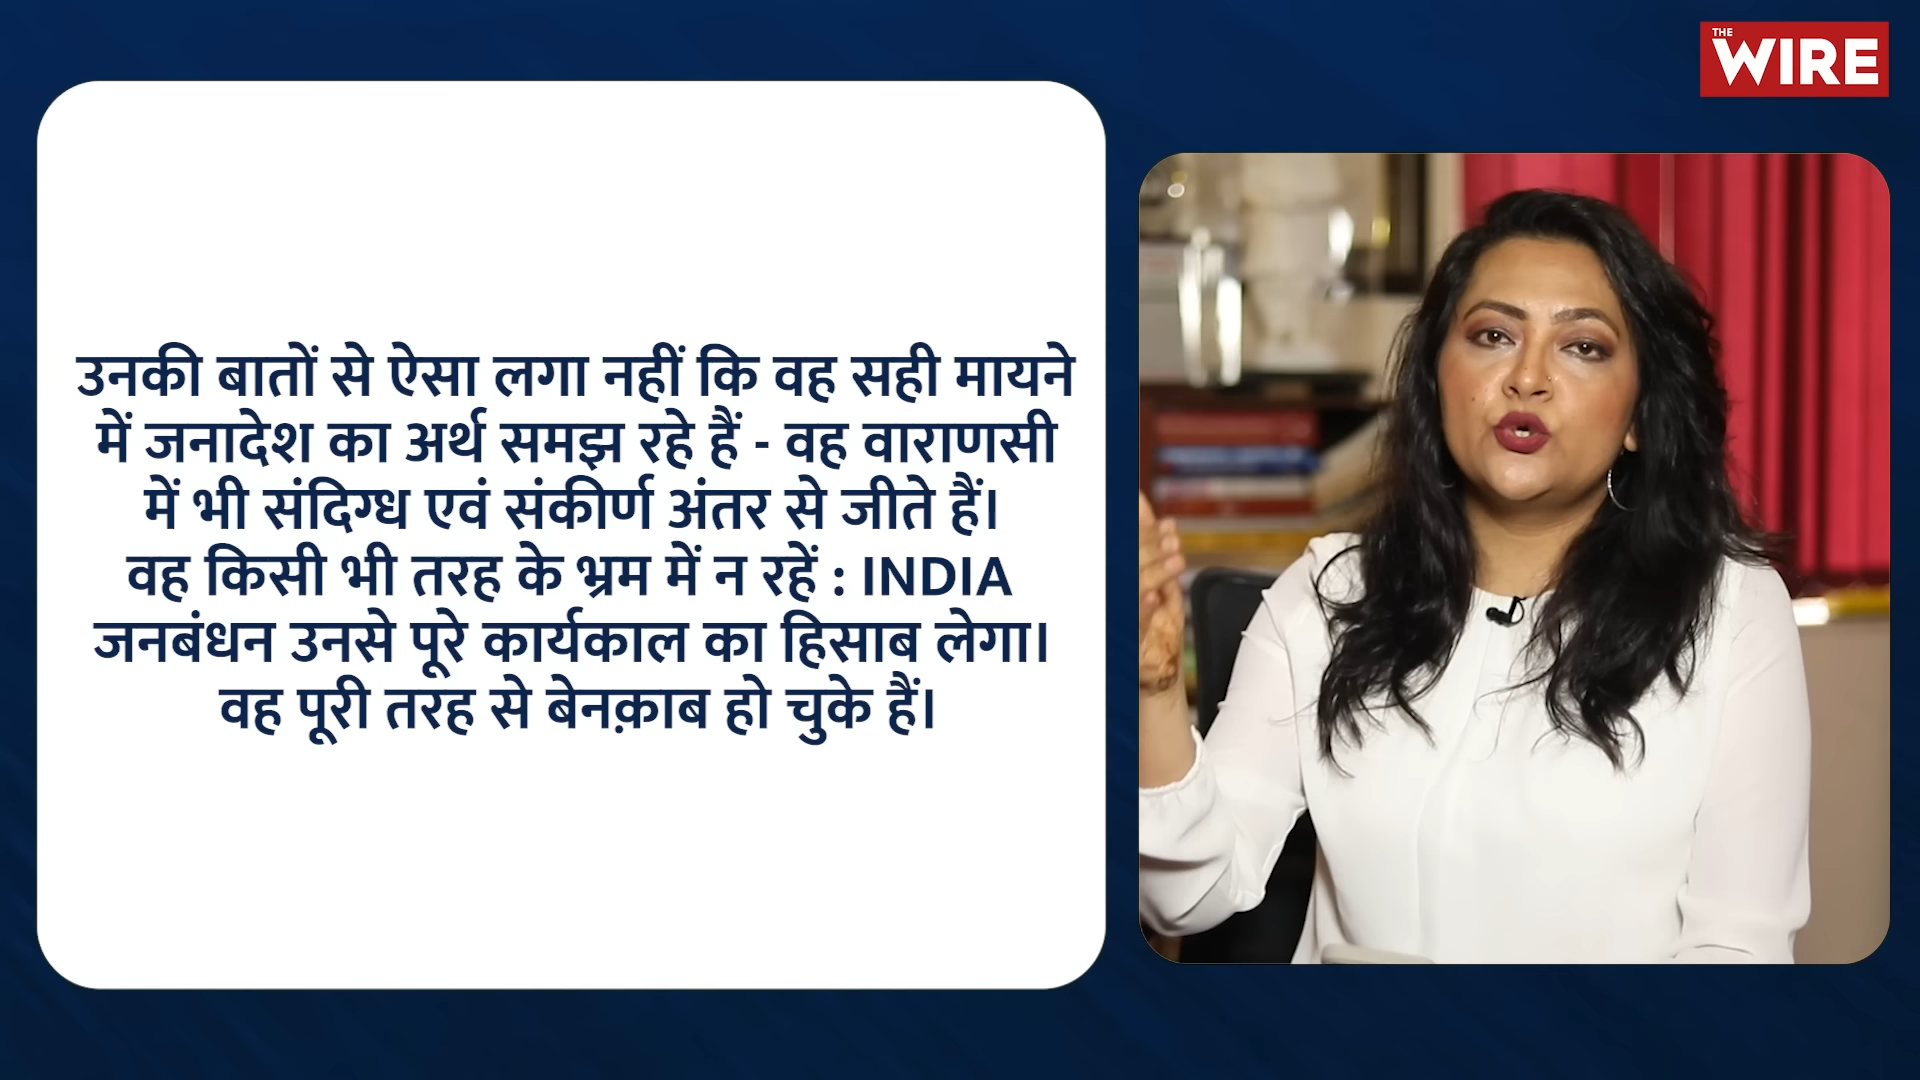 THE
WIRE
उनकी बातों से ऐसा लगा नहीं कि वह सही मायने
में जनादेश का अर्थ समझ रहे हैं - वह वाराणसी
में भी संदिग्ध एवं संकीर्ण अंतर से जीते हैं।
वह किसी भी तरह के भ्रम में न रहें : INDIA
जनबंधन उनसे पूरे कार्यकाल का हिसाब लेगा।
वह पूरी तरह से बेनक़ाब हो चुके हैं।